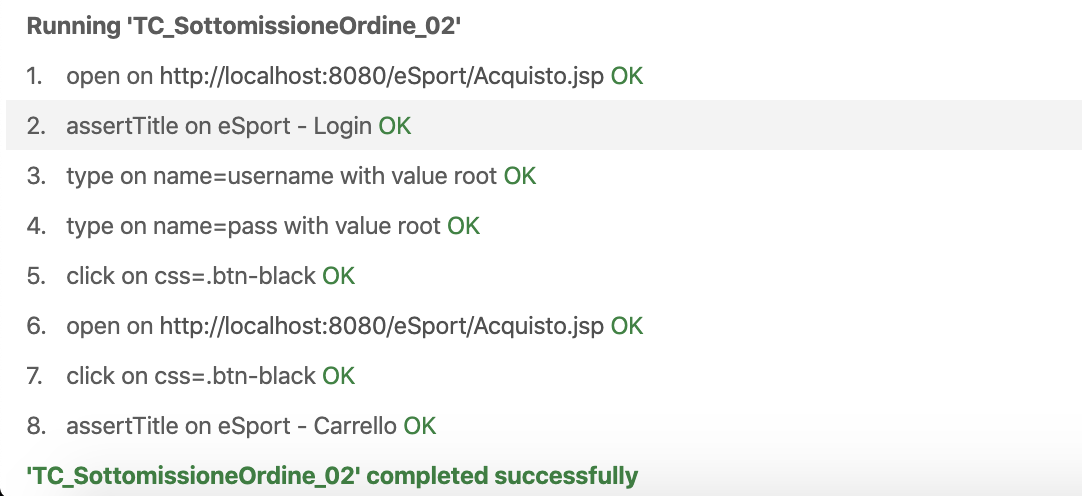 Running 'TC_SottomissioneOrdine_02'
1. open on http://localhost:8080/eSport/Acquisto.jsp OK
2. assertTitle on eSport - Login OK
3. type on name=username with value root OK
4. type on name=pass with value root OK
5. click on css=.btn-black OK
6. open on http://localhost:8080/eSport/Acquisto.jsp OK
7. click on css=.btn-black OK
8. assertTitle on eSport - Carrello OK
'TC_SottomissioneOrdine_02' completed successfully